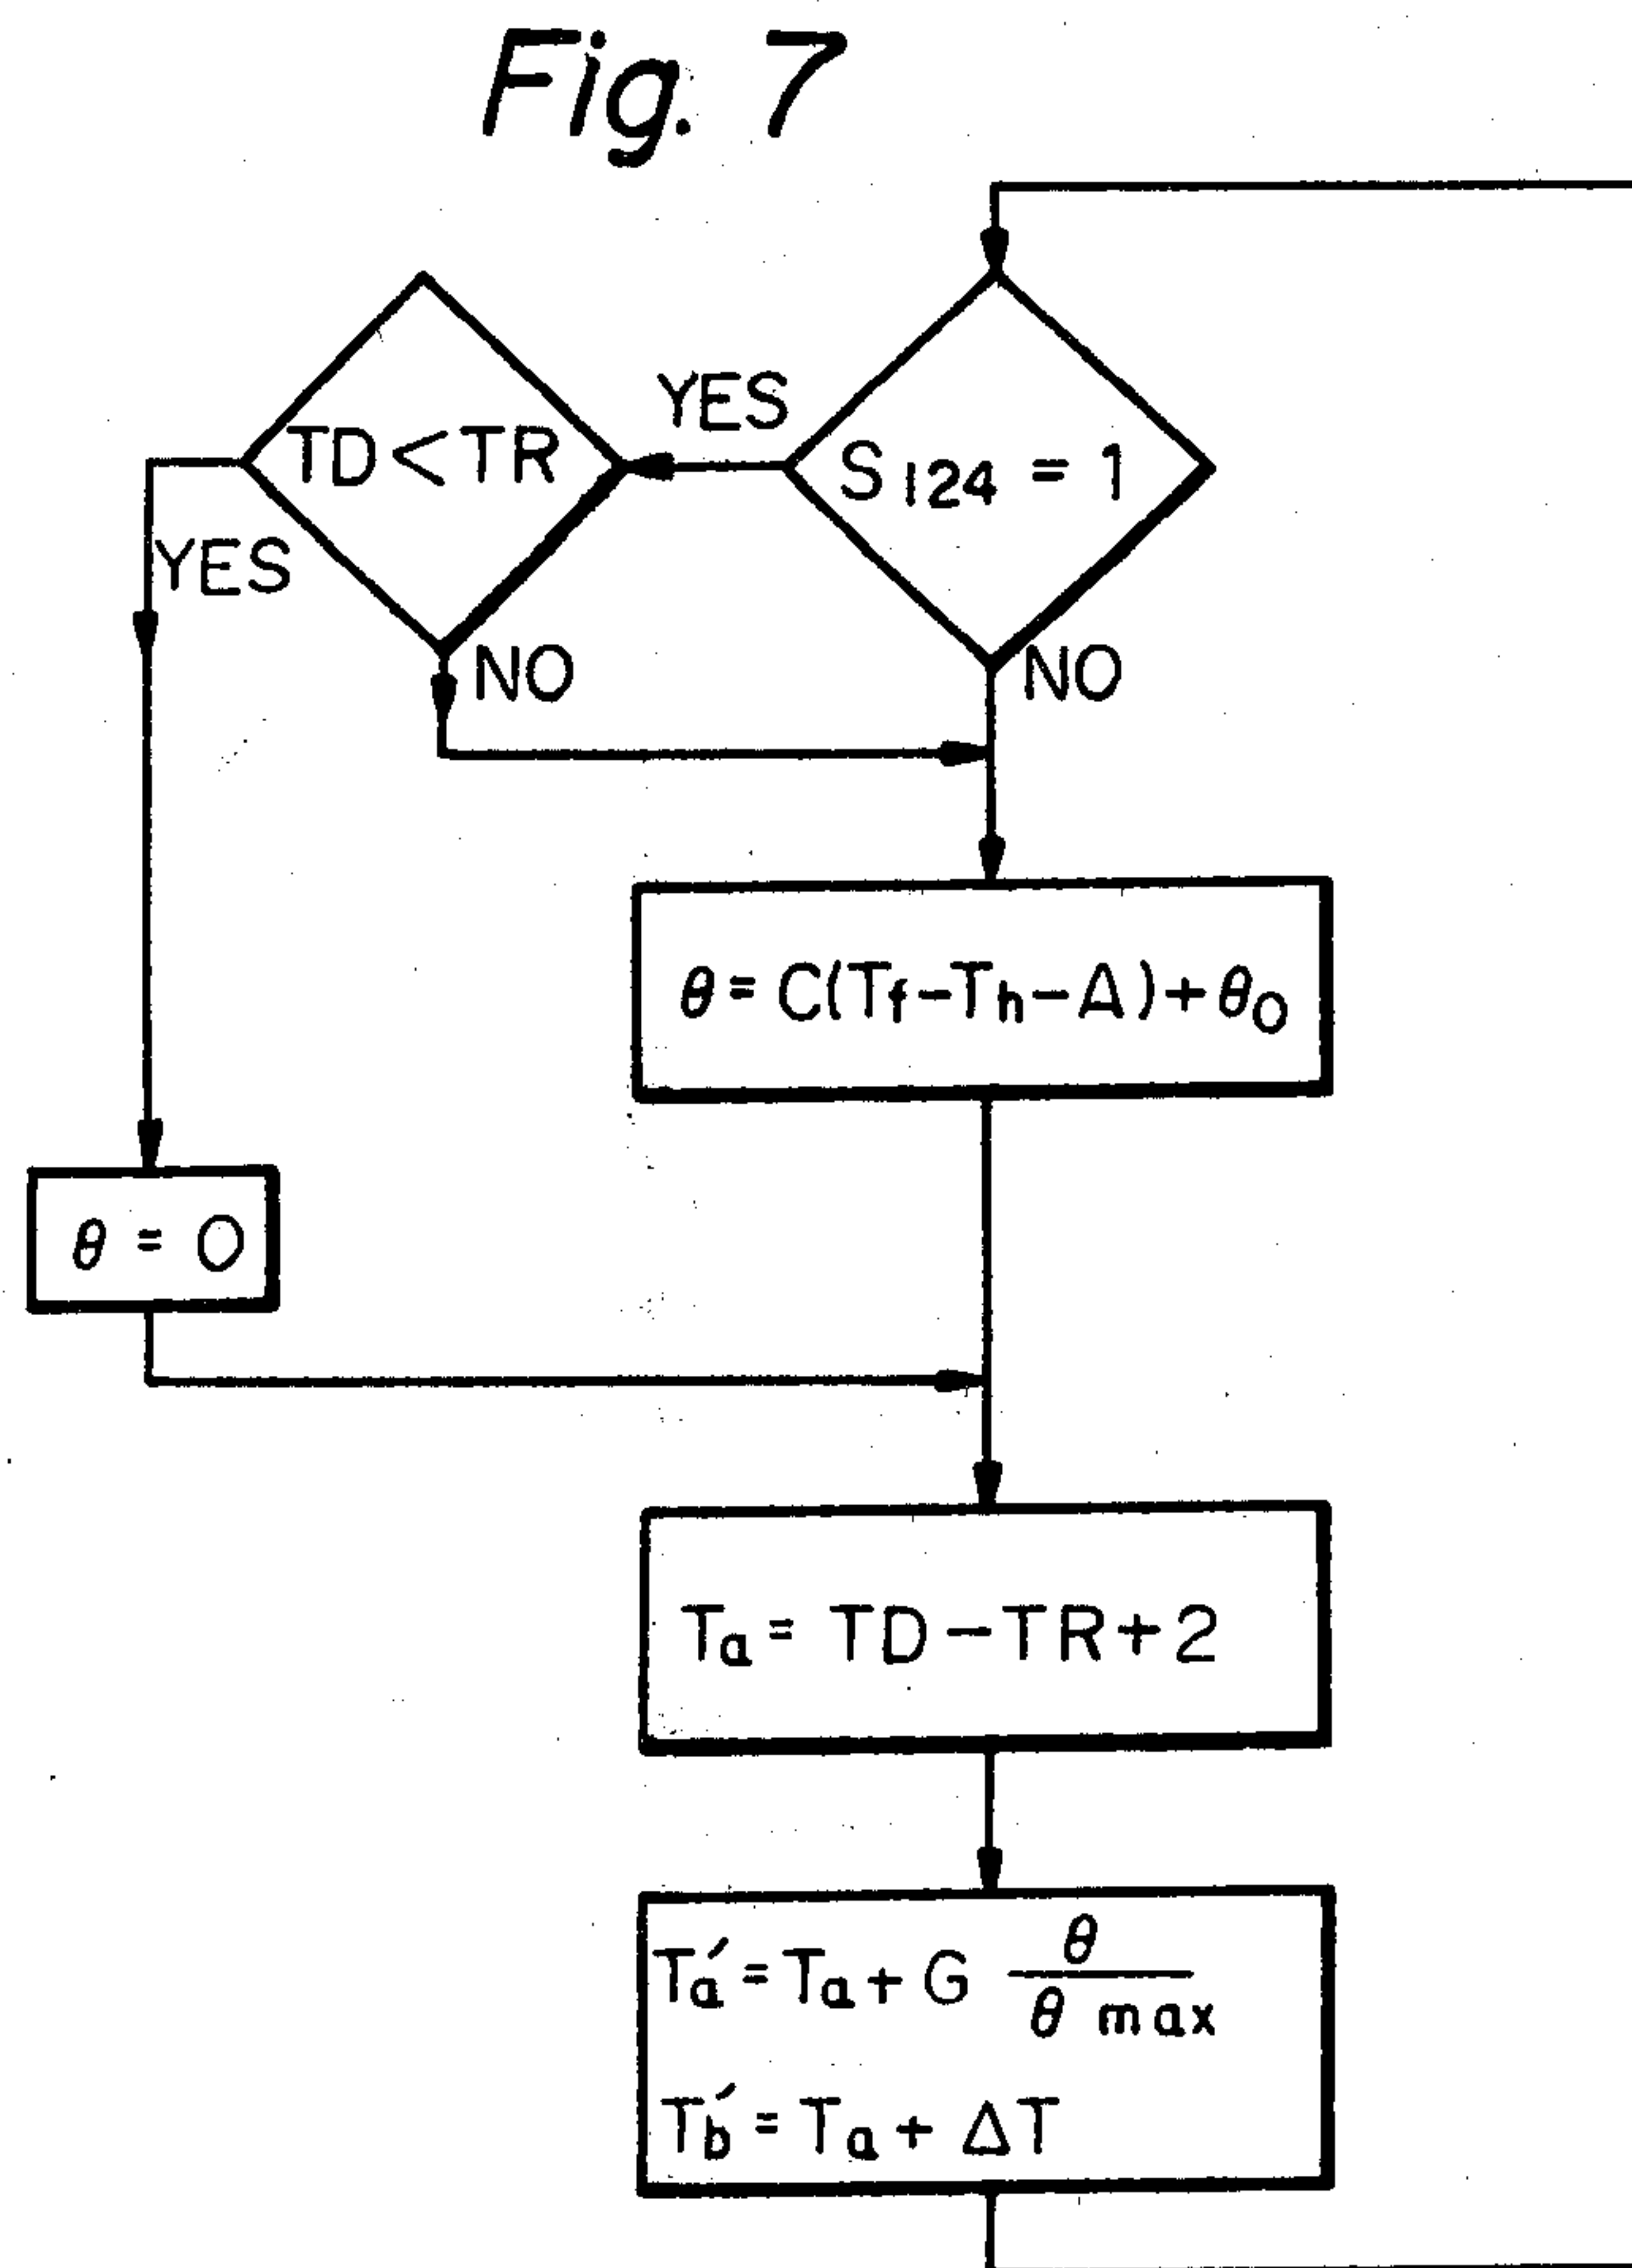 Fig. 7
YES
TD < TR
S124 = 1
YES
NO
NO
θ = C(Tf - Th - A) + θ0
θ = 0
Ta = TD - TR + 2
Ta' = Ta + G θ / θ max
Tb' = Ta + ΔT